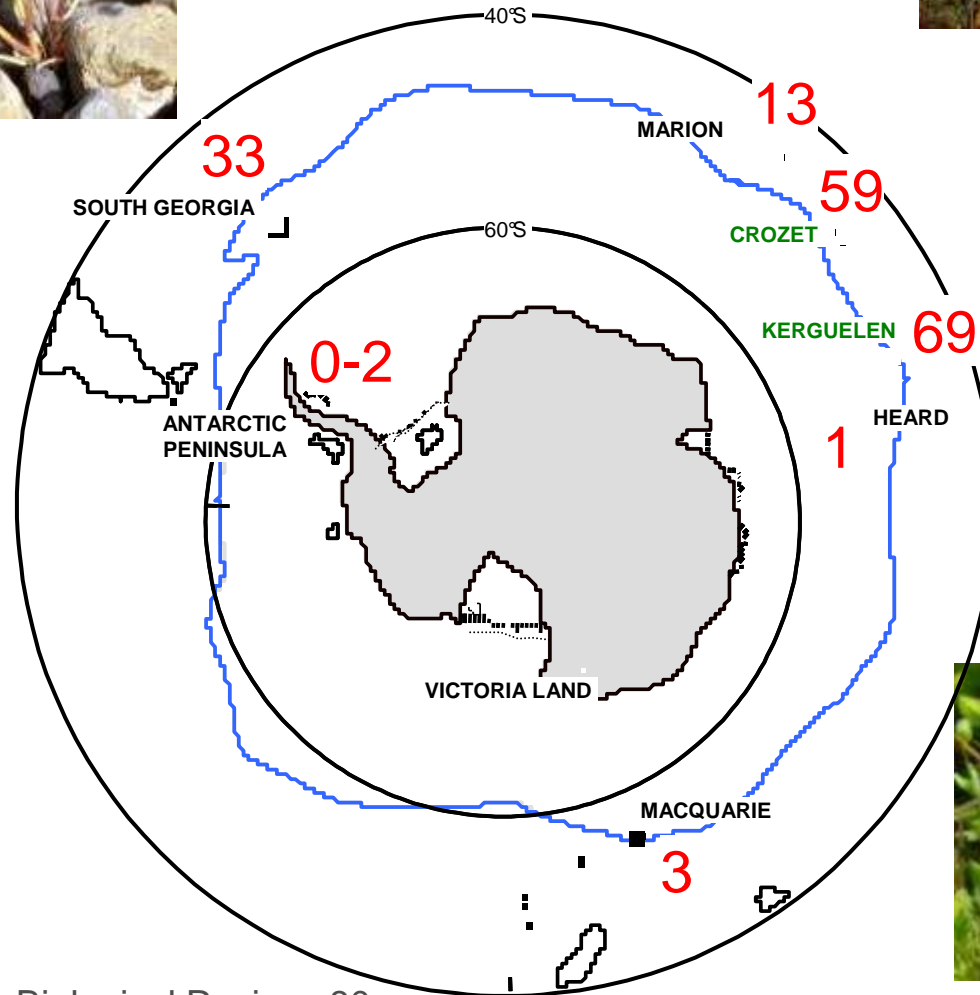 40°S
13
MARION
33
59
SOUTH GEORGIA
CROZET
60°S
KERGUELEN
69
0-2
HEARD
ANTARCTIC
PENINSULA
1
VICTORIA LAND
MACQUARIE
3